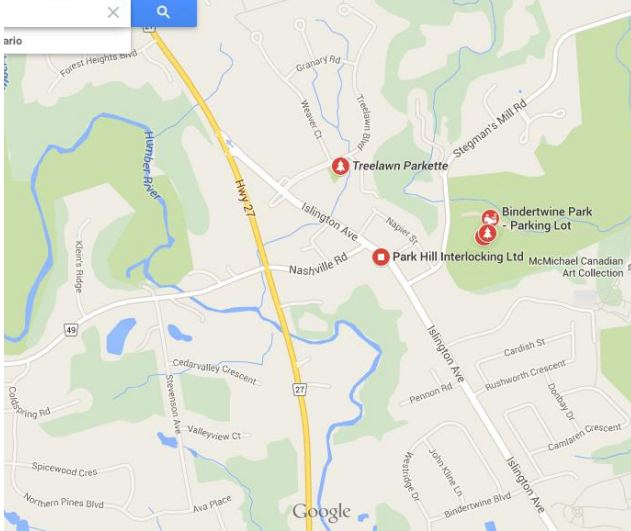 ario
27
Forest Heights Blvd
Granary Rd
Weaver Ct
Treelawn Blvd
Stegman's Mill Rd
Humber River
Treelawn Parkette
Hwy 27
Islington Ave
Napier St
Bindertwine Park
- Parking Lot
Klein's Ridge
Nashville Rd
Park Hill Interlocking Ltd
McMichael Canadian
Art Collection
49
Islington Ave
Cardish St
Cedarvalley Crescent
Rushworth Crescent
27
Pennon Rd
Donbay Dr
Coldspring Rd
Stevenson Ave
Valleyview Ct
Camlaren Crescent
Westridge Dr
John Kline Ln
Islington Ave
Spicewood Cres
Northern Pines Blvd
Ava Place
Google
Bindertwine Blvd